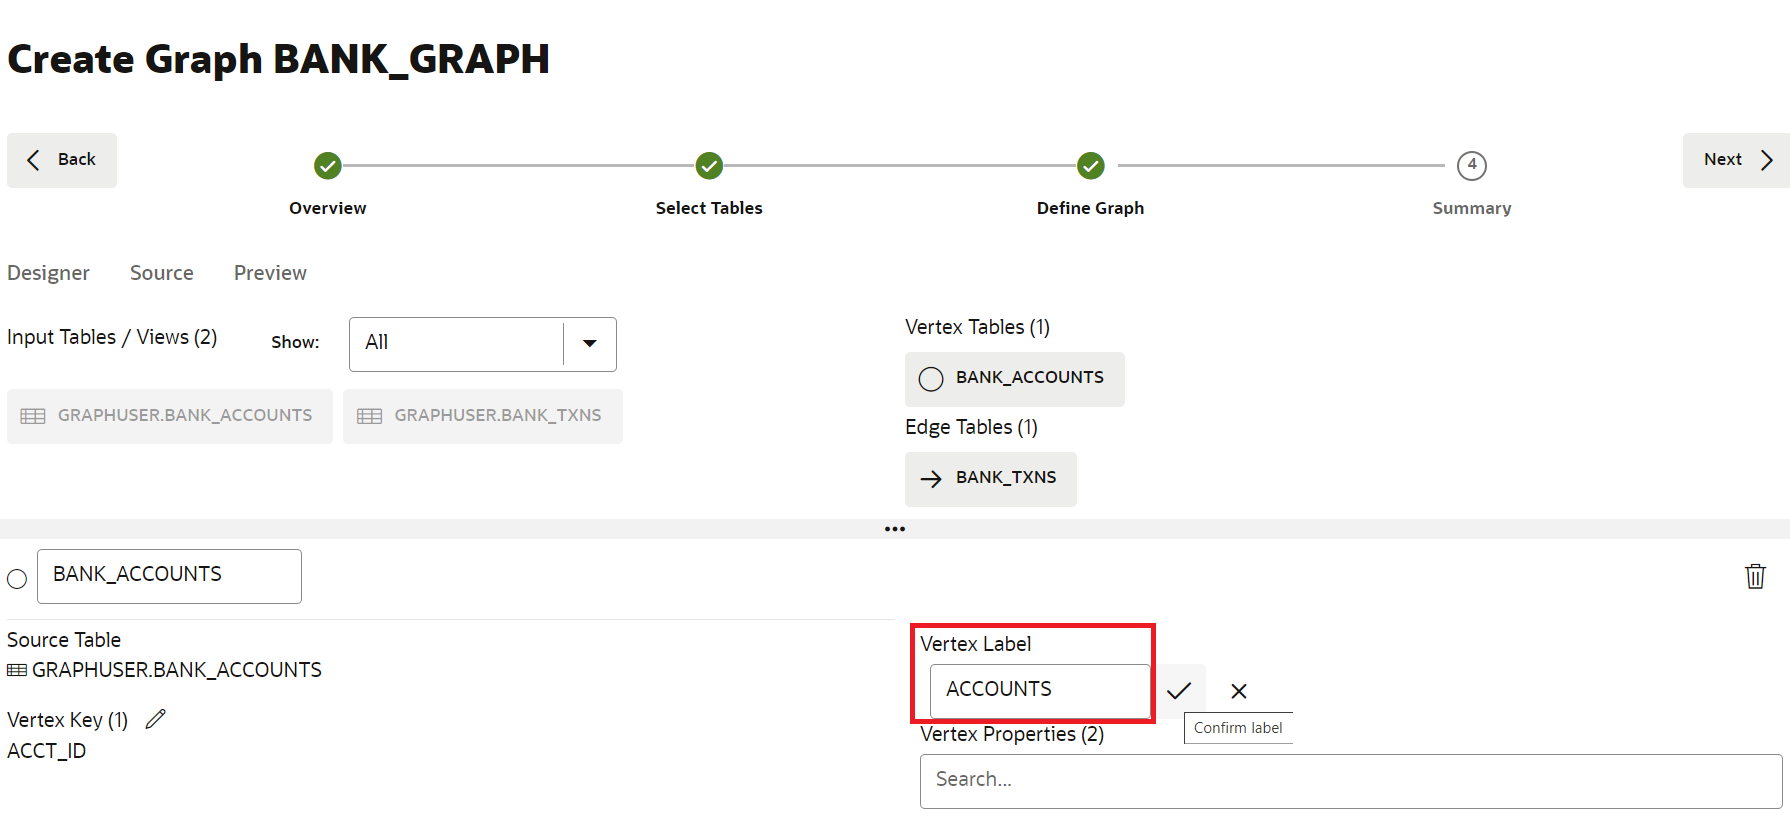 Create Graph BANK_GRAPH
Back
Next
4
Overview
Select Tables
Define Graph
Summary
Designer Source Preview
Input Tables / Views (2)
Show:
All
GRAPHUSER.BANK_ACCOUNTS
GRAPHUSER.BANK_TXNS
Vertex Tables (1)
BANK_ACCOUNTS
Edge Tables (1)
BANK_TXNS
BANK_ACCOUNTS
Source Table
GRAPHUSER.BANK_ACCOUNTS
Vertex Key (1)
ACCT_ID
Vertex Label
ACCOUNTS
Confirm label
Vertex Properties (2)
Search...